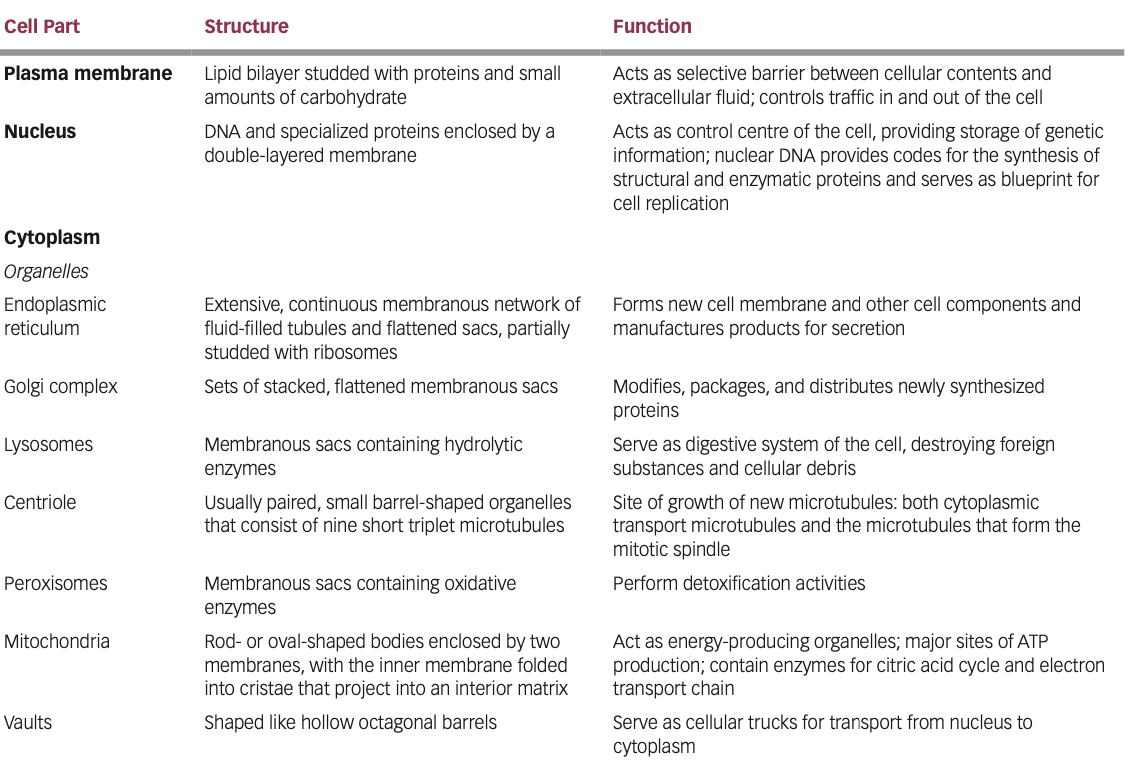 Cell Part Structure Function
Plasma membrane Lipid bilayer studded with proteins and small Acts as selective barrier between cellular contents and
amounts of carbohydrate extracellular fluid; controls traffic in and out of the cell
Nucleus DNA and specialized proteins enclosed by a Acts as control centre of the cell, providing storage of genetic
double-layered membrane information; nuclear DNA provides codes for the synthesis of
structural and enzymatic proteins and serves as blueprint for
cell replication
Cytoplasm
Organelles
Endoplasmic Extensive, continuous membranous network of Forms new cell membrane and other cell components and
reticulum fluid-filled tubules and flattened sacs, partially manufactures products for secretion
studded with ribosomes
Golgi complex Sets of stacked, flattened membranous sacs Modifies, packages, and distributes newly synthesized
proteins
Lysosomes Membranous sacs containing hydrolytic Serve as digestive system of the cell, destroying foreign
enzymes substances and cellular debris
Centriole Usually paired, small barrel-shaped organelles Site of growth of new microtubules: both cytoplasmic
that consist of nine short triplet microtubules transport microtubules and the microtubules that form the
mitotic spindle
Peroxisomes Membranous sacs containing oxidative Perform detoxification activities
enzymes
Mitochondria Rod- or oval-shaped bodies enclosed by two Act as energy-producing organelles; major sites of ATP
membranes, with the inner membrane folded production; contain enzymes for citric acid cycle and electron
into cristae that project into an interior matrix transport chain
Vaults Shaped like hollow octagonal barrels Serve as cellular trucks for transport from nucleus to
cytoplasm